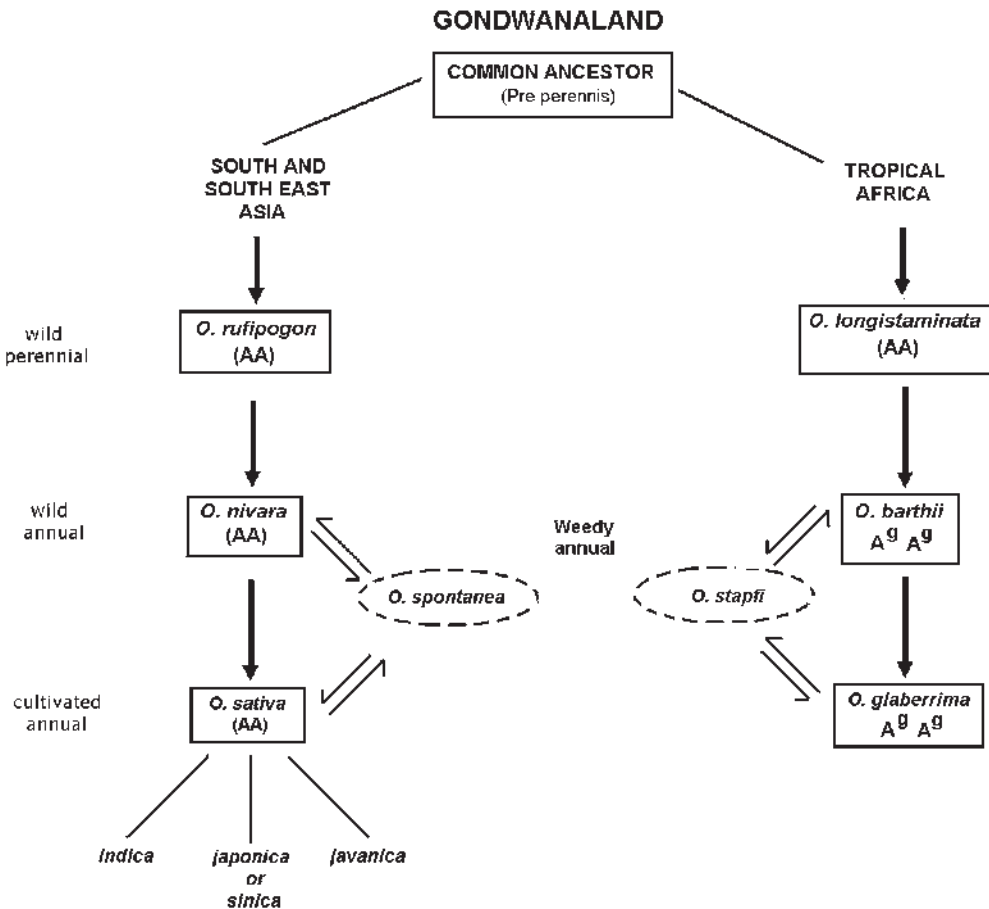 GONDWANALAND
COMMON ANCESTOR
(Pre perennis)
SOUTH AND
SOUTH EAST
ASIA
TROPICAL
AFRICA
wild
perennial
O. rufipogon
(AA)
O. longistaminata
(AA)
wild
annual
O. nivara
(AA)
Weedy
annual
O. barthii
A^g A^g
O. spontanea
O. stapfi
cultivated
annual
O. sativa
(AA)
O. glaberrima
A^g A^g
indica
japonica
or
sinica
javanica